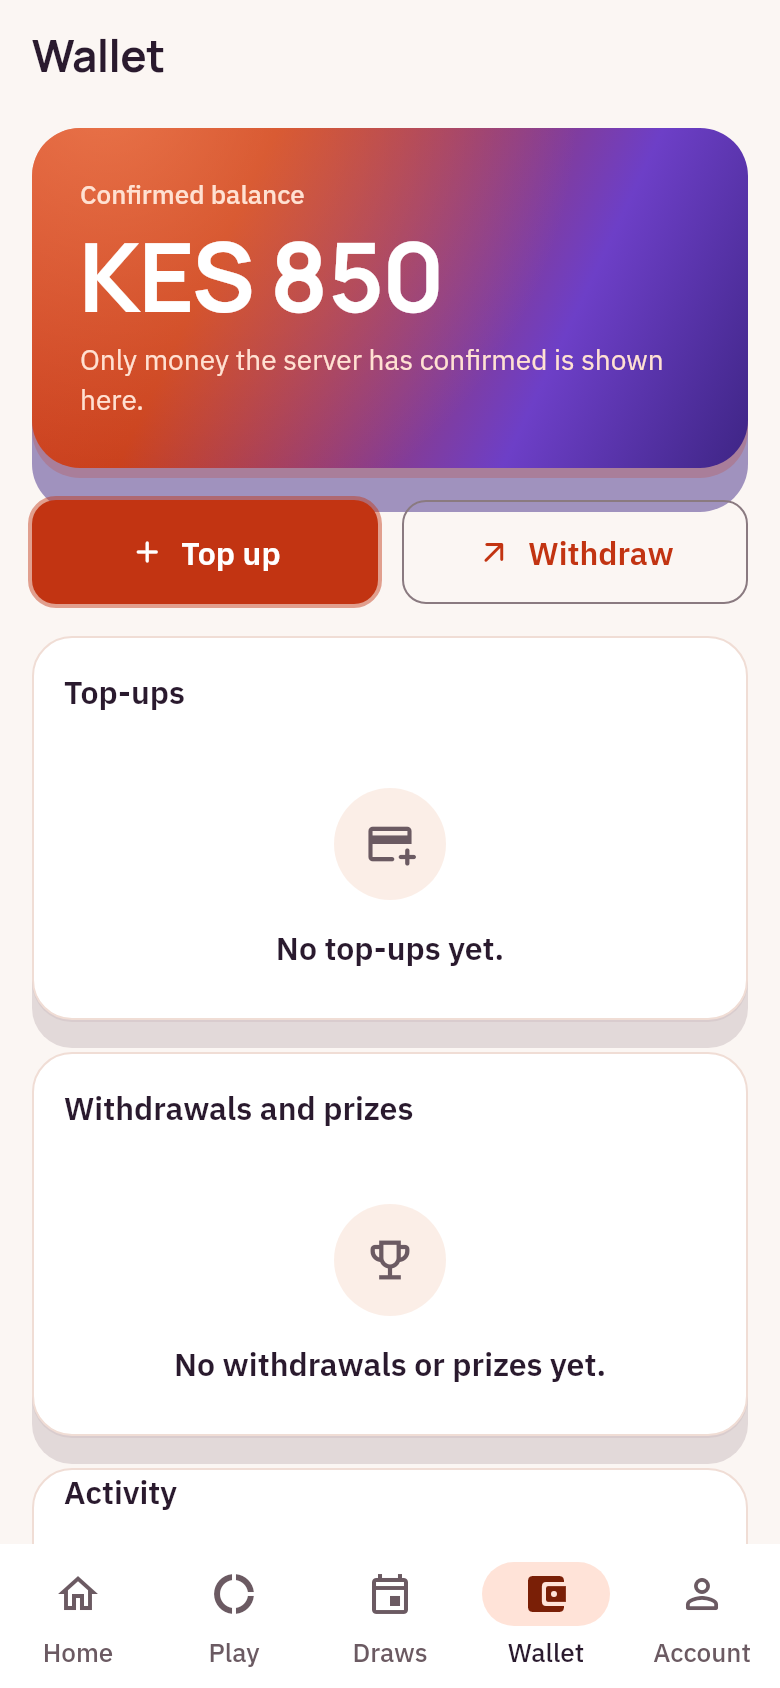 Wallet
Confirmed balance
KES 850
Only money the server has confirmed is shown
here.
Top up
Withdraw
Top-ups
No top-ups yet.
Withdrawals and prizes
No withdrawals or prizes yet.
Activity
Home
Play
Draws
Wallet
Account